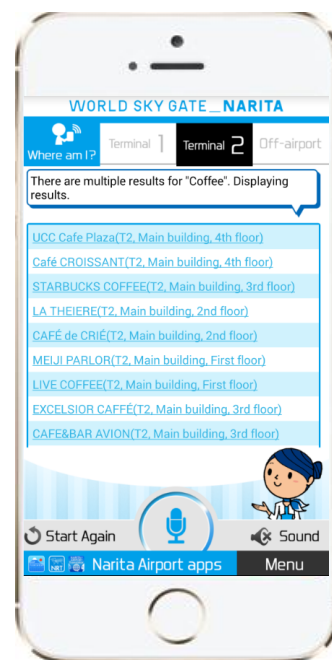 WORLD SKY GATE_NARITA
Where am I?
Terminal 1
Terminal 2
Off-airport
There are multiple results for "Coffee". Displaying
results.
UCC Cafe Plaza(T2, Main building, 4th floor)
Café CROISSANT(T2, Main building, 4th floor)
STARBUCKS COFFEE(T2, Main building, 3rd floor)
LA THEIERE(T2, Main building, 2nd floor)
CAFÉ de CRIÉ(T2, Main building, 2nd floor)
MEIJI PARLOR(T2, Main building, First floor)
LIVE COFFEE(T2, Main building, First floor)
EXCELSIOR CAFFÉ(T2, Main building, 3rd floor)
CAFE&BAR AVION(T2, Main building, 3rd floor)
Start Again
Sound
Narita Airport apps
Menu